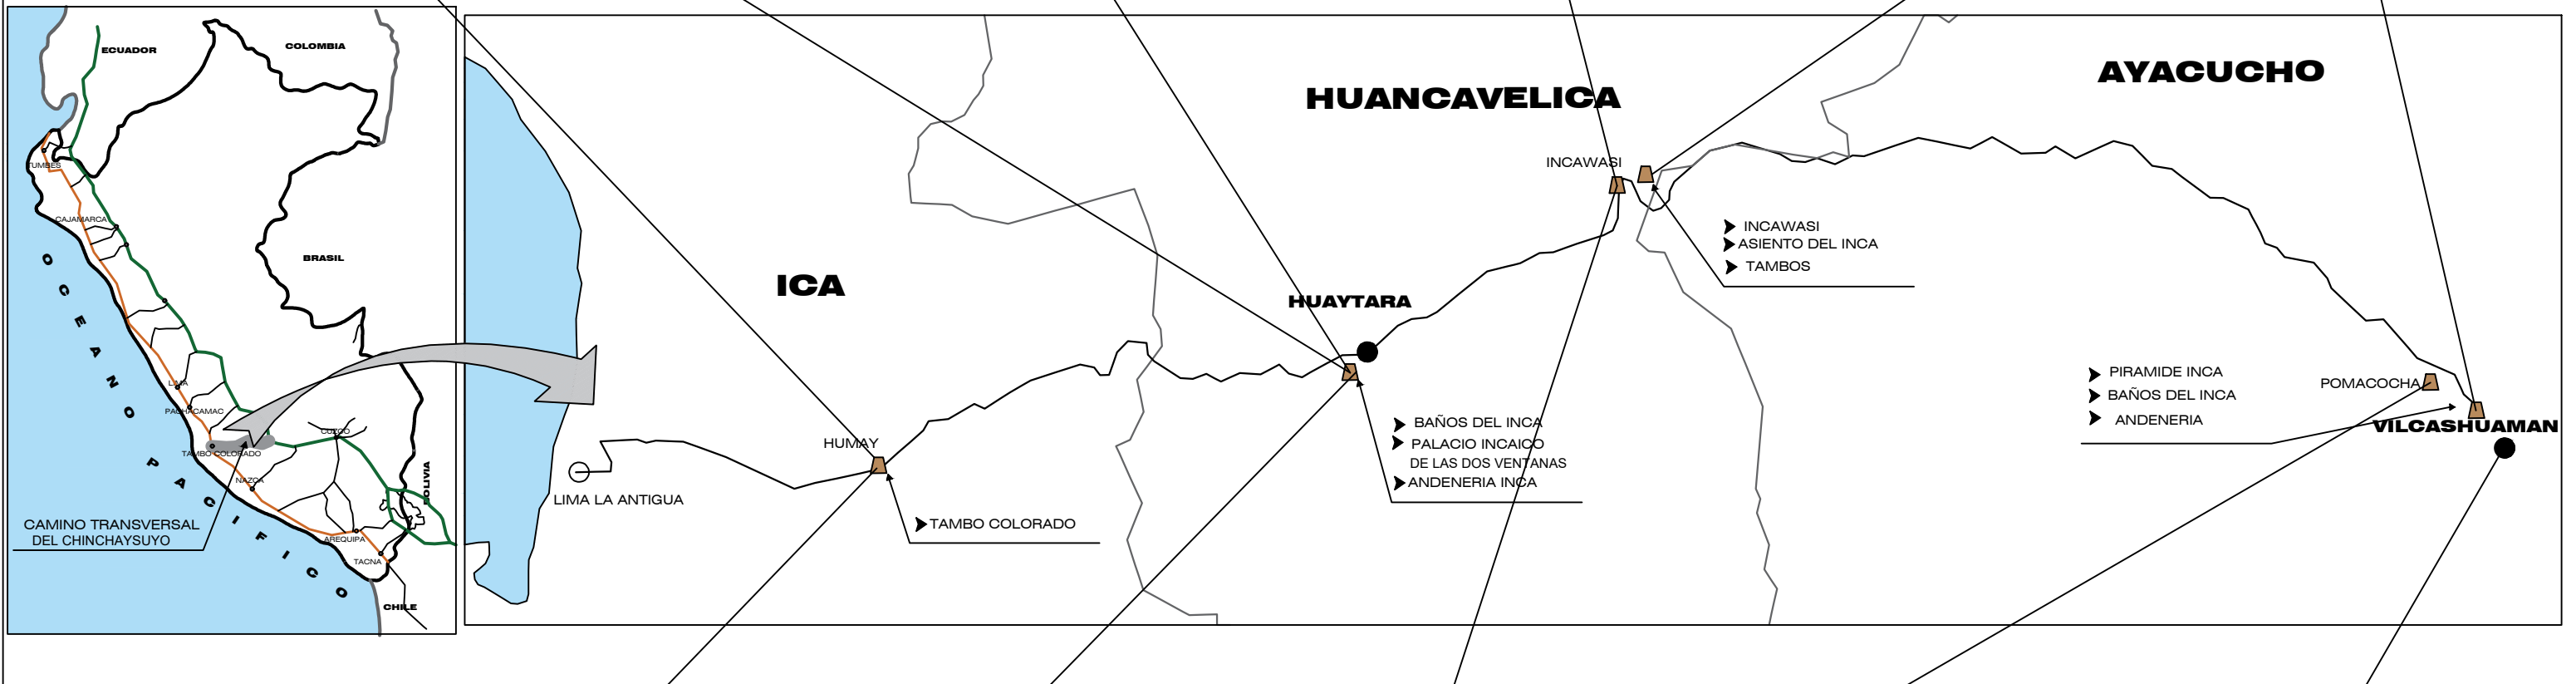 ECUADOR
COLOMBIA
TUMBES
CAJAMARCA
BRASIL
OCEANO PACIFICO
LIMA
PACHACAMAC
CUZCO
TAMBO COLORADO
NAZCA
BOLIVIA
CAMINO TRANSVERSAL
DEL CHINCHAYSUYO
AREQUIPA
TACNA
CHILE
ICA
HUANCAVELICA
AYACUCHO
LIMA LA ANTIGUA
HUMAY
TAMBO COLORADO
HUAYTARA
BAÑOS DEL INCA
PALACIO INCAICO
DE LAS DOS VENTANAS
ANDENERIA INCA
INCAWASI
INCAWASI
ASIENTO DEL INCA
TAMBOS
PIRAMIDE INCA
BAÑOS DEL INCA
ANDENERIA
POMACOCHA
VILCASHUAMAN